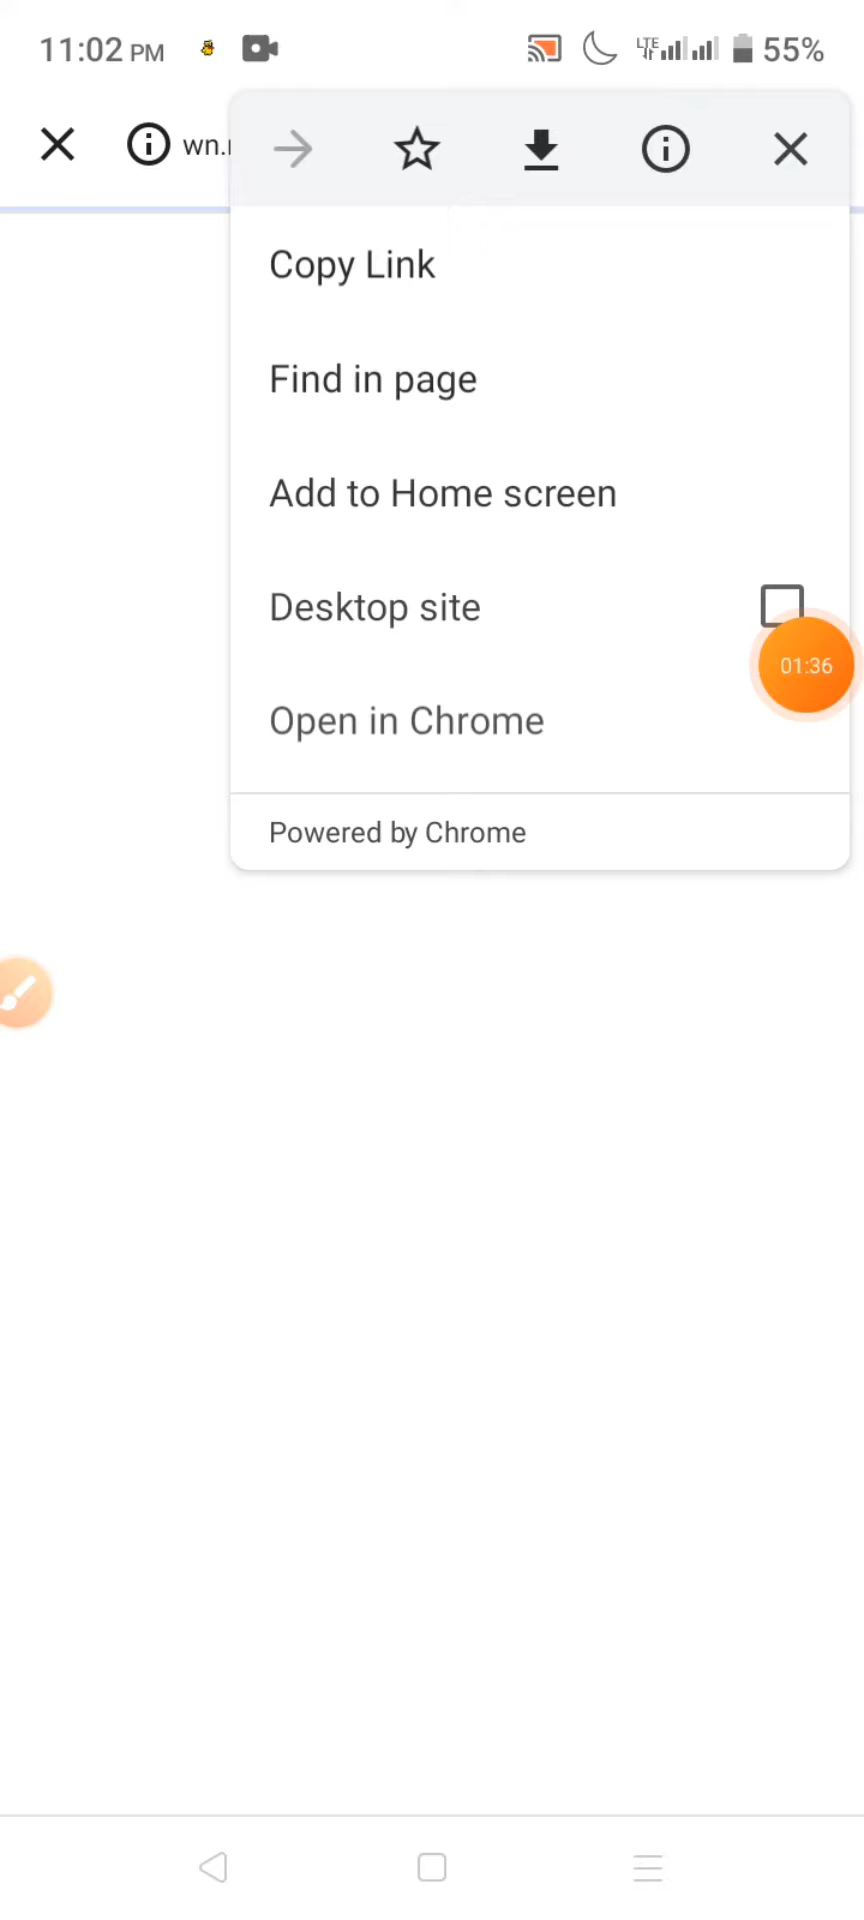 11:02 PM
LTE
55%
wn.
Copy Link
Find in page
Add to Home screen
Desktop site
01:36
Open in Chrome
Powered by Chrome